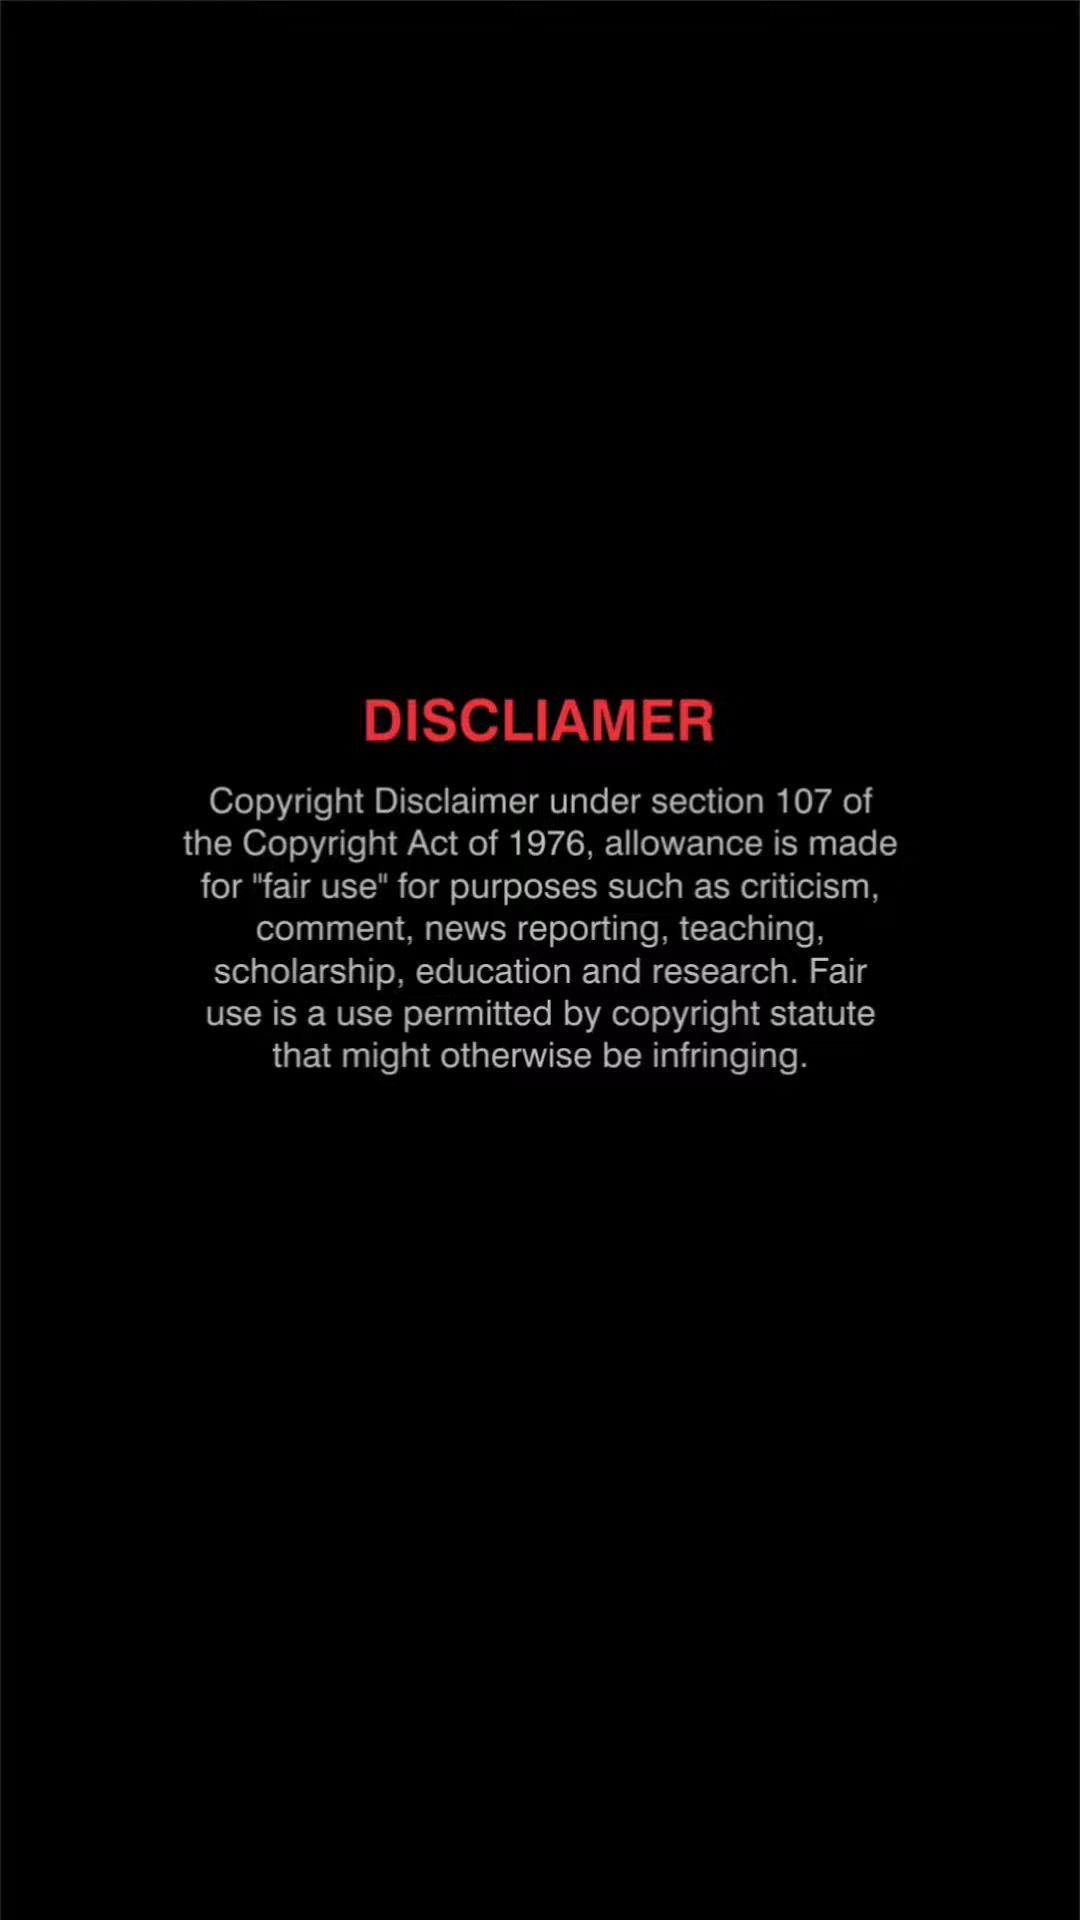 DISCLIAMER
Copyright Disclaimer under section 107 of
the Copyright Act of 1976, allowance is made
for "fair use" for purposes such as criticism,
comment, news reporting, teaching,
scholarship, education and research. Fair
use is a use permitted by copyright statute
that might otherwise be infringing.